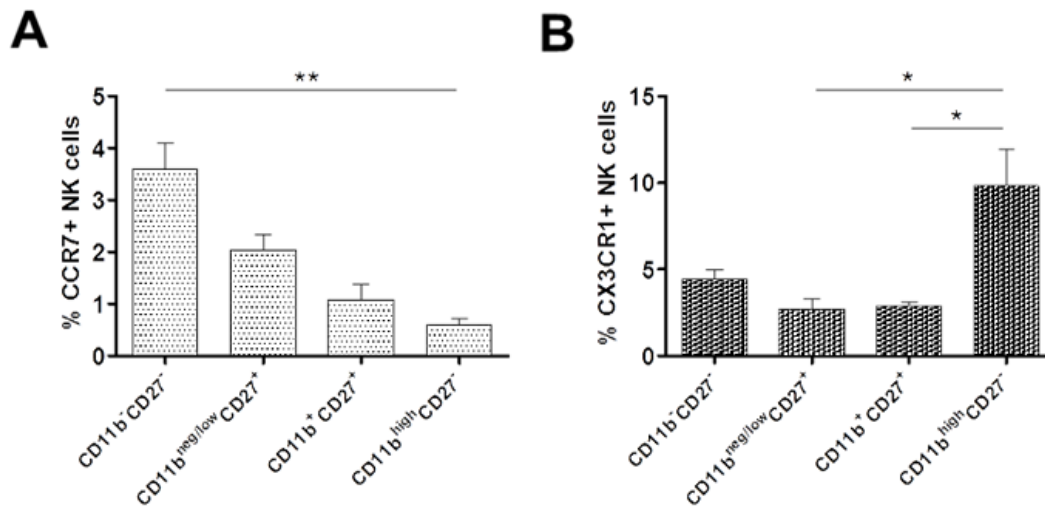 A
**
% CCR7+ NK cells
5
4
3
2
1
0
CD11b⁻CD27⁻
CD11bⁿᵉᵍ/ˡᵒʷCD27⁺
CD11b⁺CD27⁺
CD11bʰⁱᵍʰCD27⁻
B
*
*
% CX3CR1+ NK cells
15
10
5
0
CD11b⁻CD27⁻
CD11bⁿᵉᵍ/ˡᵒʷCD27⁺
CD11b⁺CD27⁺
CD11bʰⁱᵍʰCD27⁻